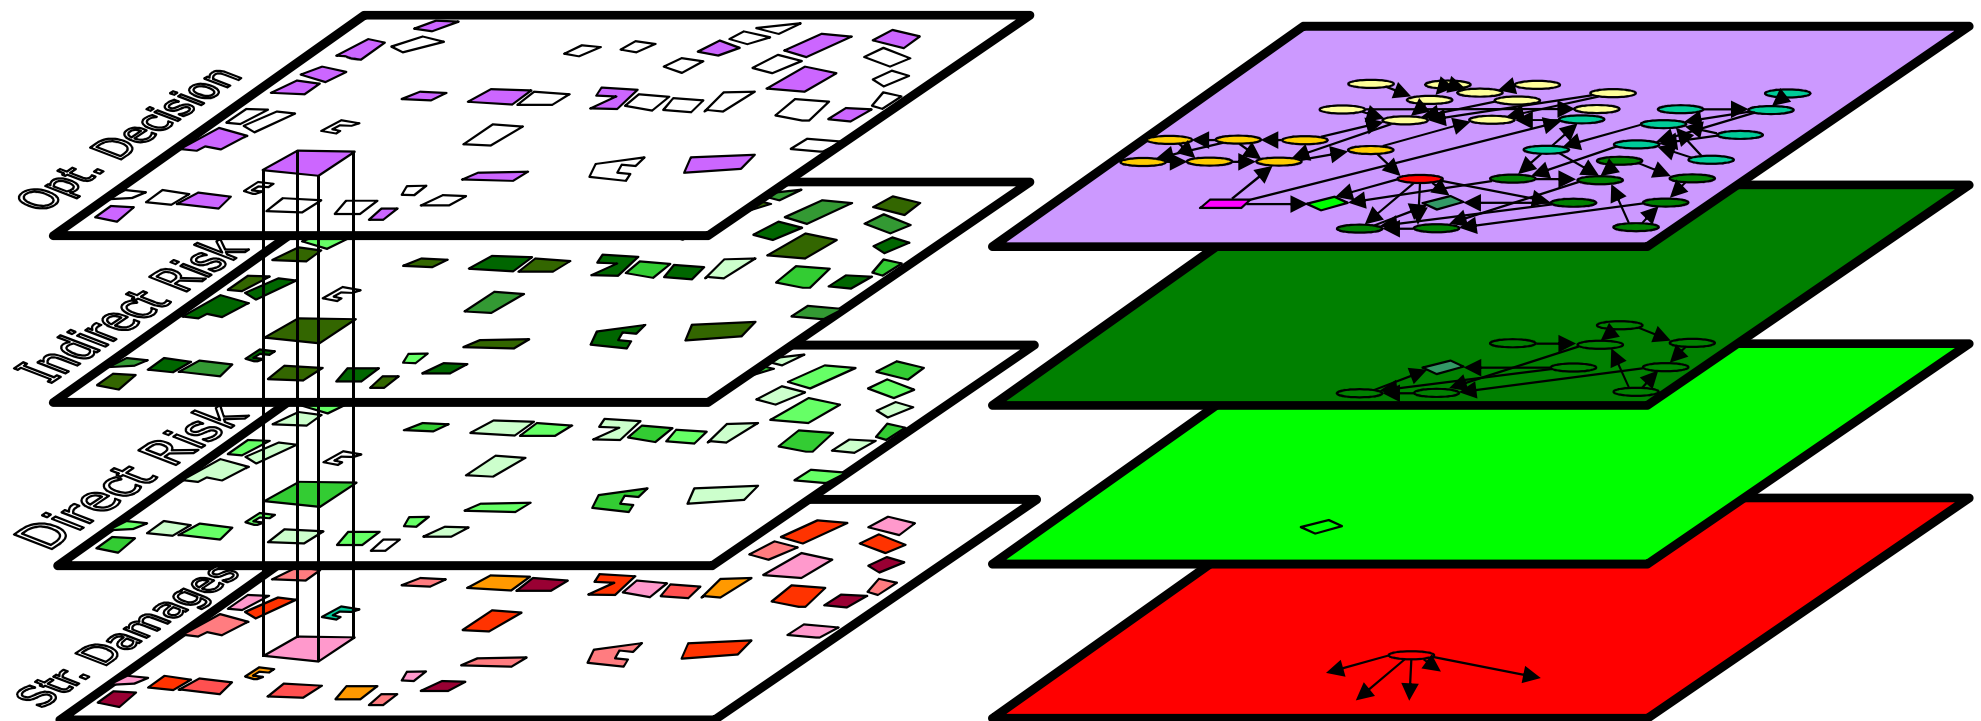 Opt. Decision
Indirect Risk
Direct Risk
Str. Damages